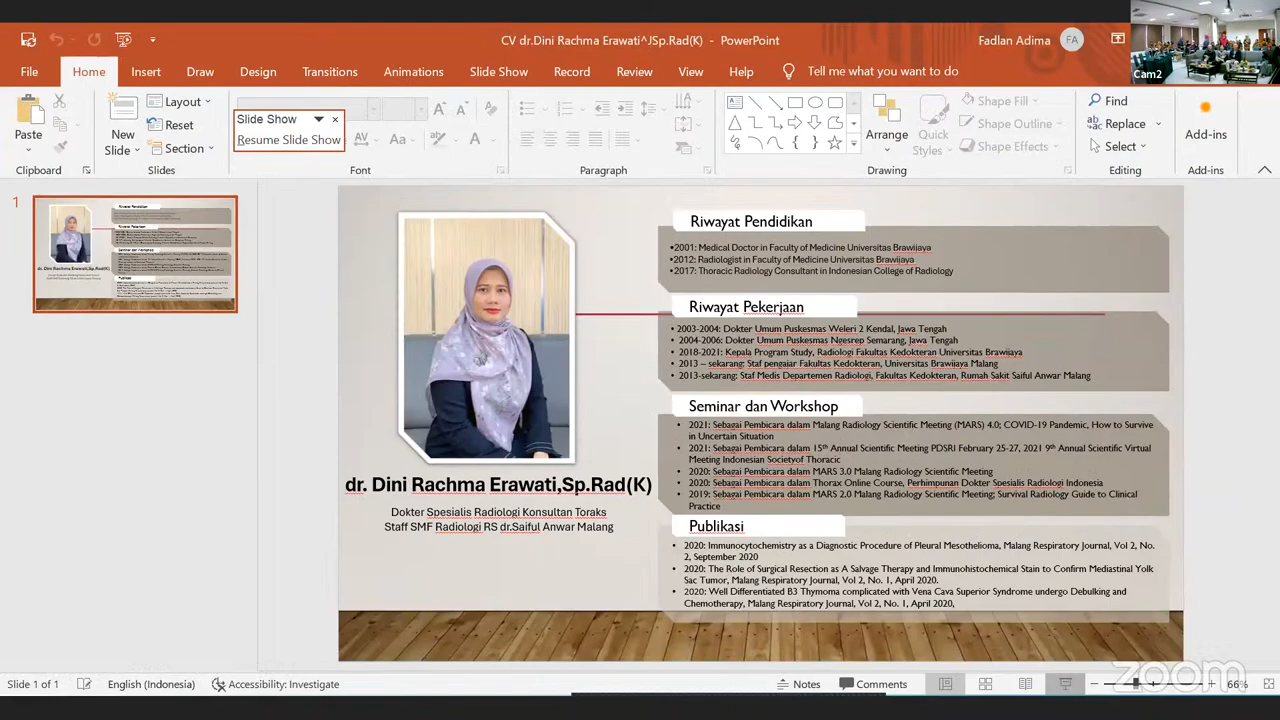 CV dr.Dini Rachma Erawati^JSp.Rad(K) - PowerPoint
Fadlan Adima
FA
Cam2
File
Home
Insert
Draw
Design
Transitions
Animations
Slide Show
Record
Review
View
Help
Tell me what you want to do
Paste
Clipboard
New
Slide
Layout
Reset
Section
Slides
Slide Show
Resume Slide Show
Font
Paragraph
Arrange
Quick
Styles
Shape Fill
Shape Outline
Shape Effects
Drawing
Find
Replace
Select
Editing
Add-ins
Add-ins
1
Riwayat Pendidikan
•2001: Medical Doctor in Faculty of Medicine Universitas Brawijaya
•2012: Radiologist in Faculty of Medicine Universitas Brawijaya
•2017: Thoracic Radiology Consultant in Indonesian College of Radiology
Riwayat Pekerjaan
• 2003-2004: Dokter Umum Puskesmas Weleri 2 Kendal, Jawa Tengah
• 2004-2006: Dokter Umum Puskesmas Ngesrep Semarang, Jawa Tengah
• 2018-2021: Kepala Program Study, Radiologi Fakultas Kedokteran Universitas Brawijaya
• 2013 – sekarang: Staf pengajar Fakultas Kedokteran, Universitas Brawijaya Malang
• 2013-sekarang: Staf Medis Departemen Radiologi, Fakultas Kedokteran, Rumah Sakit Saiful Anwar Malang
Seminar dan Workshop
• 2021: Sebagai Pembicara dalam Malang Radiology Scientific Meeting (MARS) 4.0; COVID-19 Pandemic, How to Survive
in Uncertain Situation
• 2021: Sebagai Pembicara dalam 15th Annual Scientific Meeting PDSRI February 25-27, 2021 9th Annual Scientific Virtual
Meeting Indonesian Societyof Thoracic
• 2020: Sebagai Pembicara dalam MARS 3.0 Malang Radiology Scientific Meeting
• 2020: Sebagai Pembicara dalam Thorax Online Course, Perhimpunan Dokter Spesialis Radiologi Indonesia
• 2019: Sebagai Pembicara dalam MARS 2.0 Malang Radiology Scientific Meeting; Survival Radiology Guide to Clinical
Practice
Publikasi
• 2020: Immunocytochemistry as a Diagnostic Procedure of Pleural Mesothelioma, Malang Respiratory Journal, Vol 2, No.
2, September 2020
• 2020: The Role of Surgical Resection as A Salvage Therapy and Immunohistochemical Stain to Confirm Mediastinal Yolk
Sac Tumor, Malang Respiratory Journal, Vol 2, No. 1, April 2020.
• 2020: Well Differentiated B3 Thymoma complicated with Vena Cava Superior Syndrome undergo Debulking and
Chemotherapy, Malang Respiratory Journal, Vol 2, No. 1, April 2020,
dr. Dini Rachma Erawati,Sp.Rad(K)
Dokter Spesialis Radiologi Konsultan Toraks
Staff SMF Radiologi RS dr.Saiful Anwar Malang
zoom
Slide 1 of 1
English (Indonesia)
Accessibility: Investigate
Notes
Comments
66%